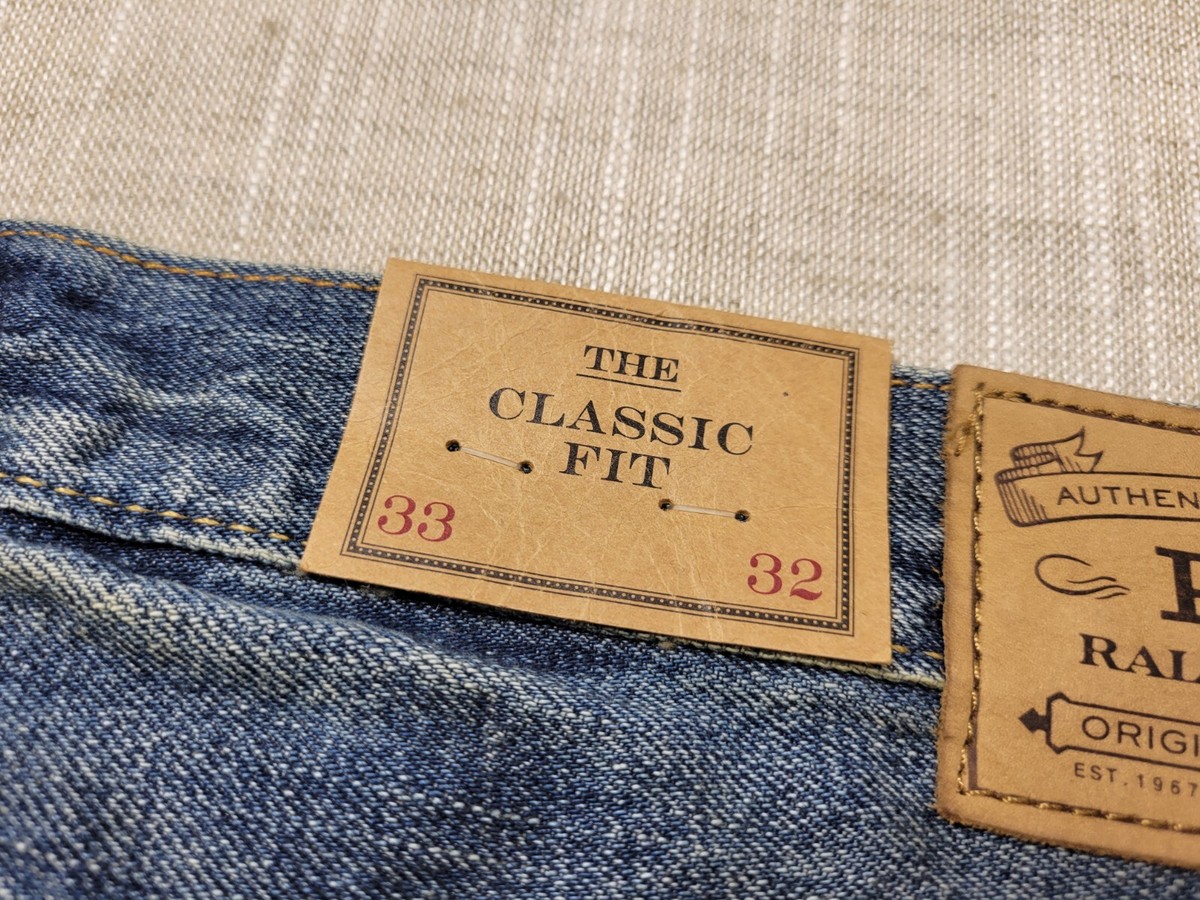 THE
CLASSIC
FIT
33
32
AUTHEN
RAL
ORIGI
EST. 1967